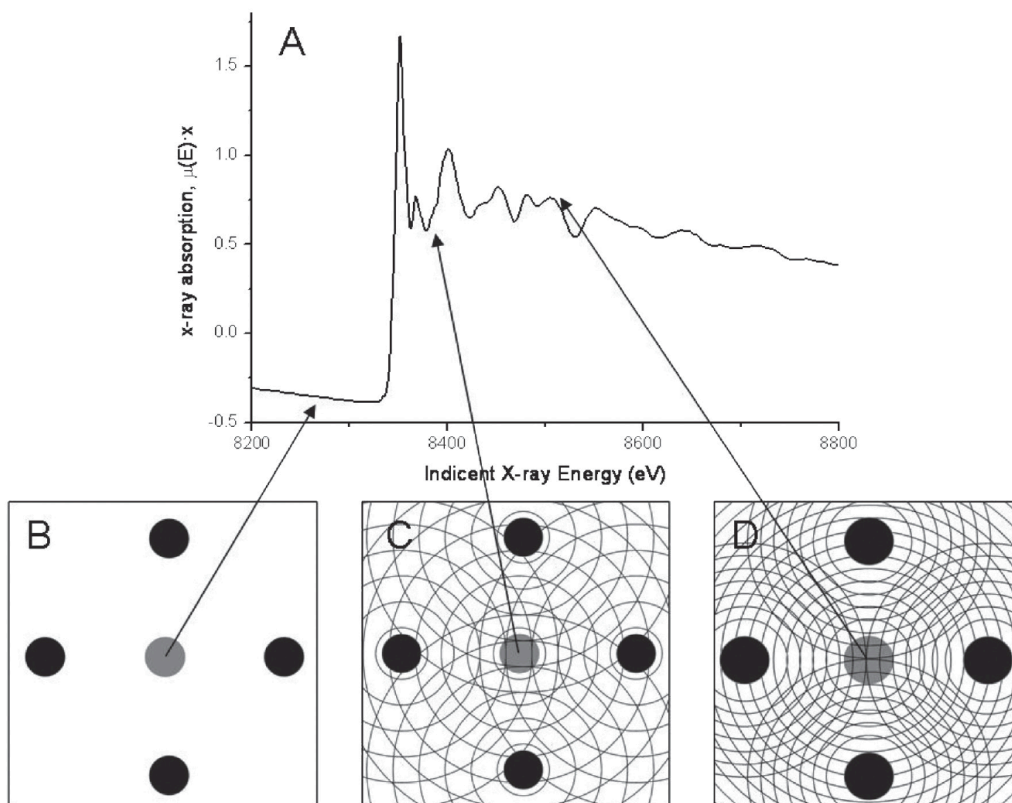 A
x-ray absorption, μ(E)·x
1.5
1.0
0.5
0.0
-0.5
8200
8400
8600
8800
Indicent X-ray Energy (eV)
B
C
D